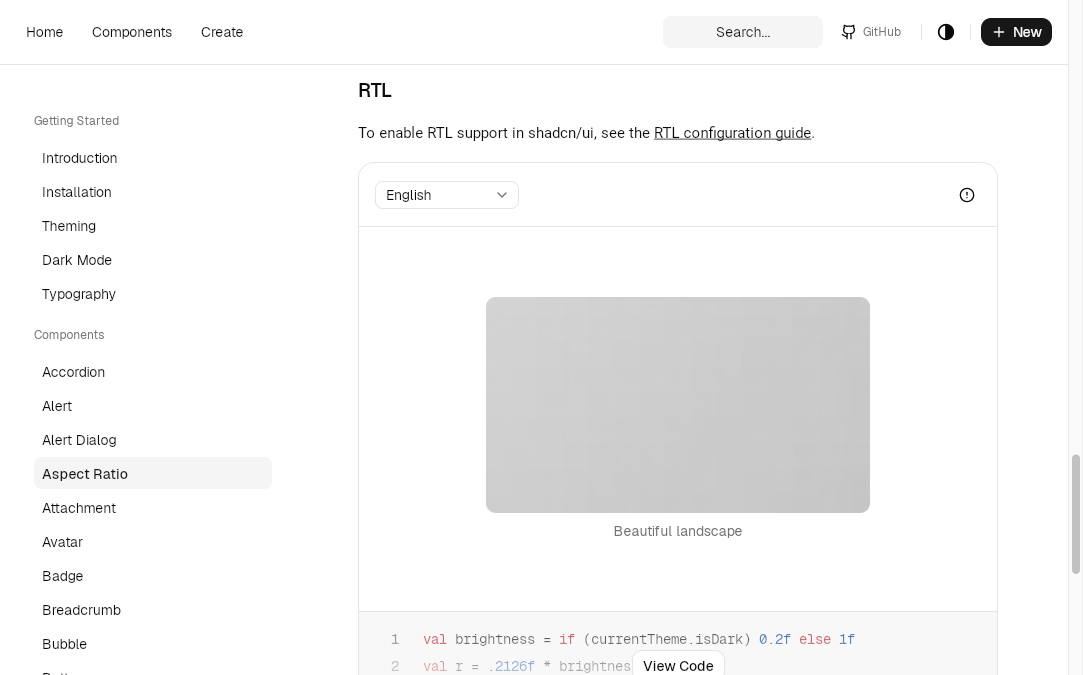 Home
Components
Create
Search...
GitHub
New
Getting Started
Introduction
Installation
Theming
Dark Mode
Typography
Components
Accordion
Alert
Alert Dialog
Aspect Ratio
Attachment
Avatar
Badge
Breadcrumb
Bubble
RTL
To enable RTL support in shadcn/ui, see the RTL configuration guide.
English
Beautiful landscape
1 val brightness = if (currentTheme.isDark) 0.2f else 1f
2 val r = .2126f * brightnes
View Code